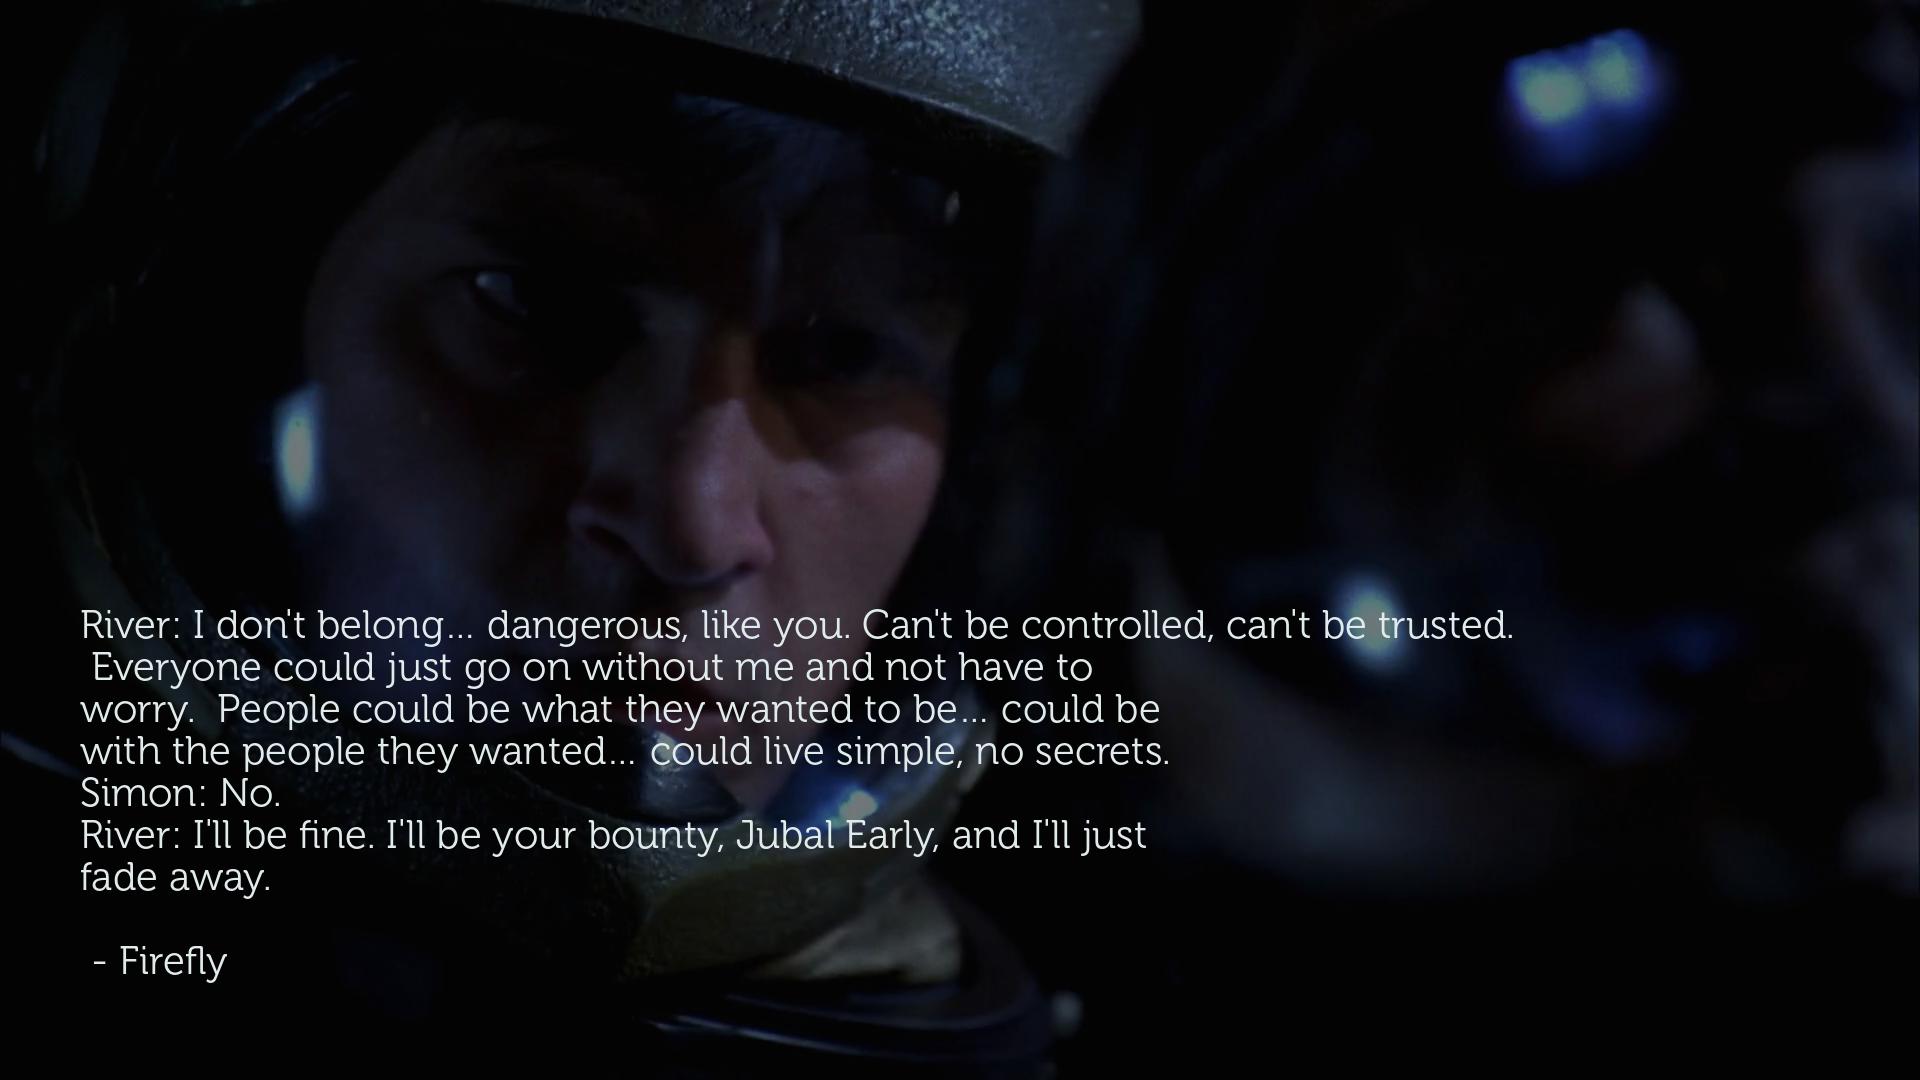 River: I don't belong... dangerous, like you. Can't be controlled, can't be trusted.
Everyone could just go on without me and not have to
worry.  People could be what they wanted to be... could be
with the people they wanted... could live simple, no secrets.
Simon: No.
River: I'll be fine. I'll be your bounty, Jubal Early, and I'll just
fade away.
- Firefly